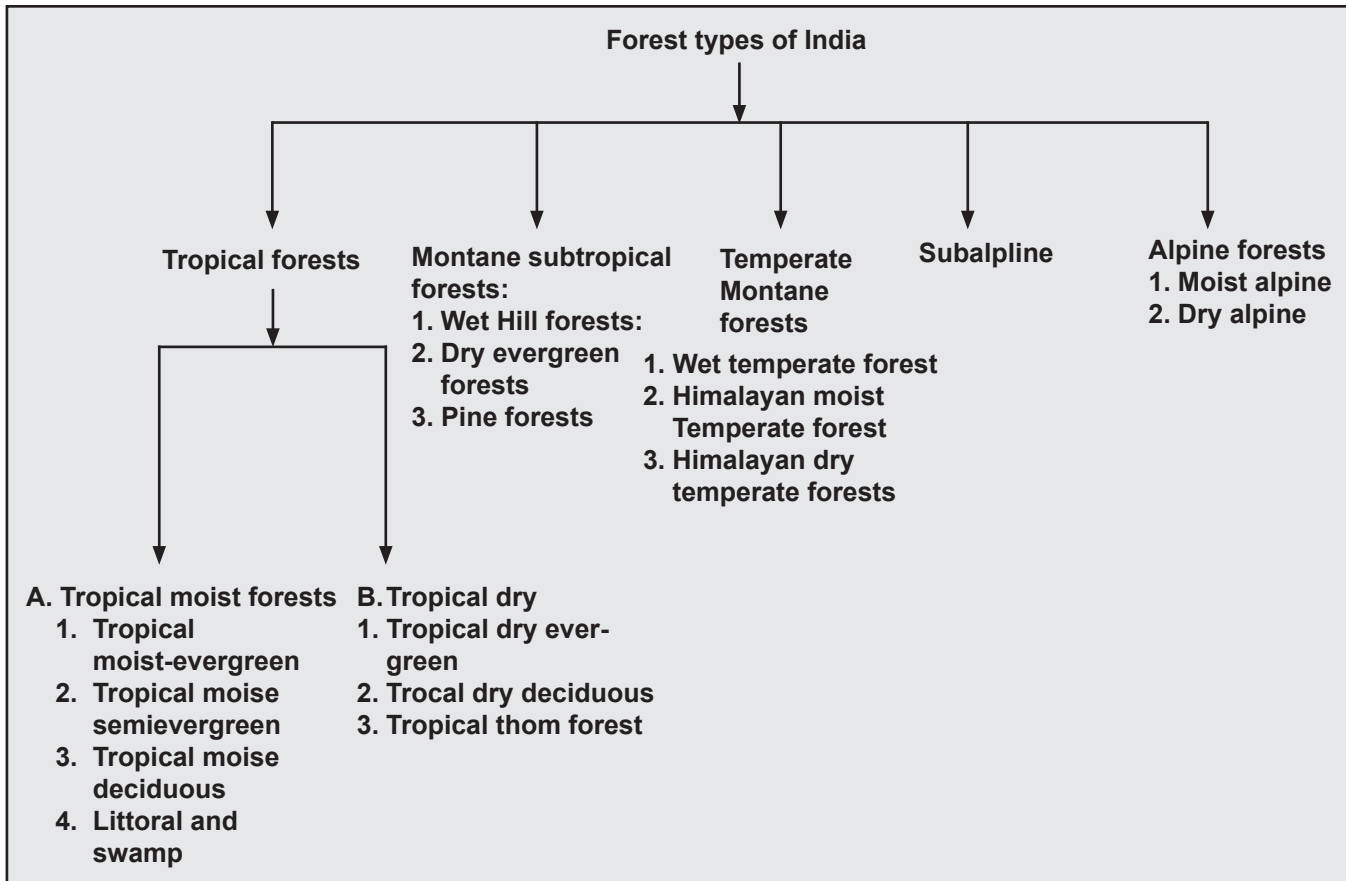 Forest types of India
Tropical forests
Montane subtropical
forests:
1. Wet Hill forests:
2. Dry evergreen
forests
3. Pine forests
Temperate
Montane
forests
1. Wet temperate forest
2. Himalayan moist
Temperate forest
3. Himalayan dry
temperate forests
Subalpline
Alpine forests
1. Moist alpine
2. Dry alpine
A. Tropical moist forests
1. Tropical
moist-evergreen
2. Tropical moise
semievergreen
3. Tropical moise
deciduous
4. Littoral and
swamp
B. Tropical dry
1. Tropical dry ever-
green
2. Trocal dry deciduous
3. Tropical thom forest